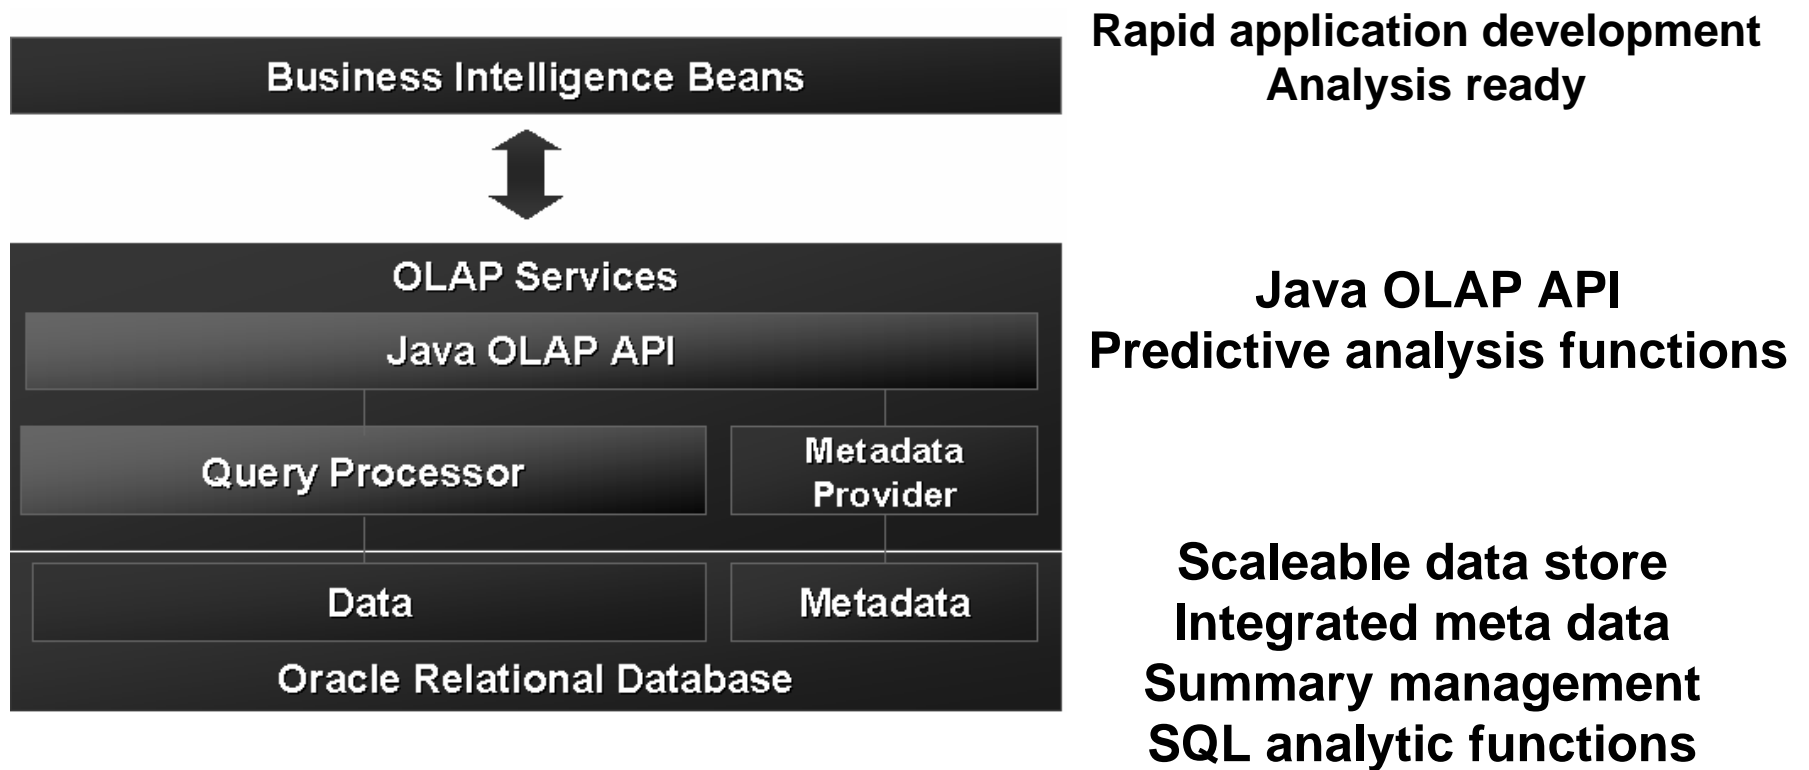 Business Intelligence Beans
Rapid application development
Analysis ready
OLAP Services
Java OLAP API
Query Processor
Metadata
Provider
Java OLAP API
Predictive analysis functions
Data
Metadata
Oracle Relational Database
Scaleable data store
Integrated meta data
Summary management
SQL analytic functions